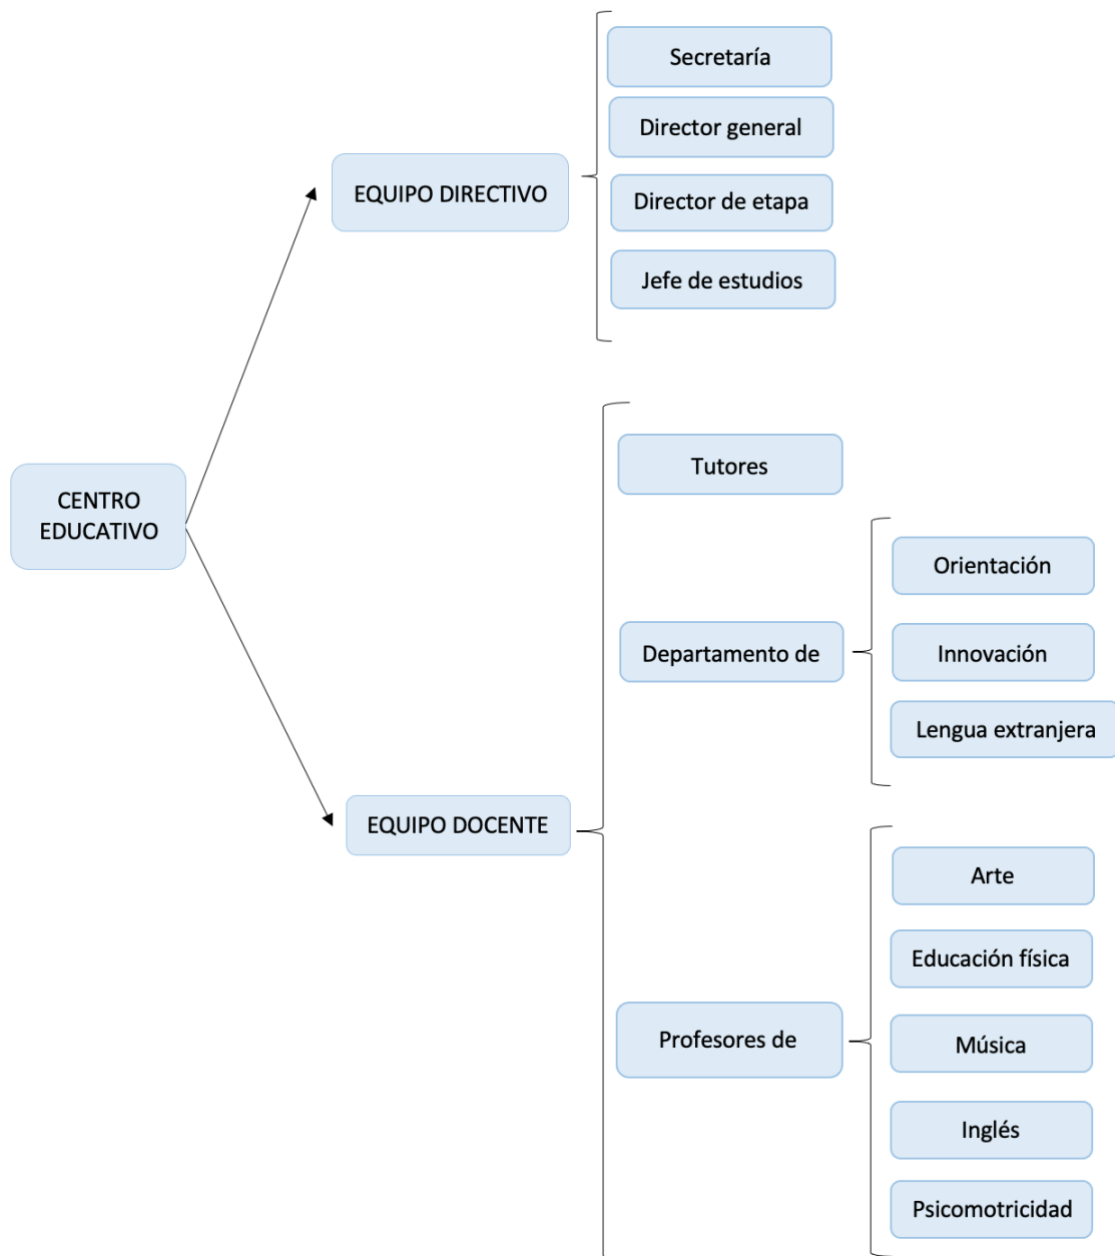 CENTRO
EDUCATIVO
EQUIPO DIRECTIVO
Secretaría
Director general
Director de etapa
Jefe de estudios
EQUIPO DOCENTE
Tutores
Departamento de
Orientación
Innovación
Lengua extranjera
Profesores de
Arte
Educación física
Música
Inglés
Psicomotricidad